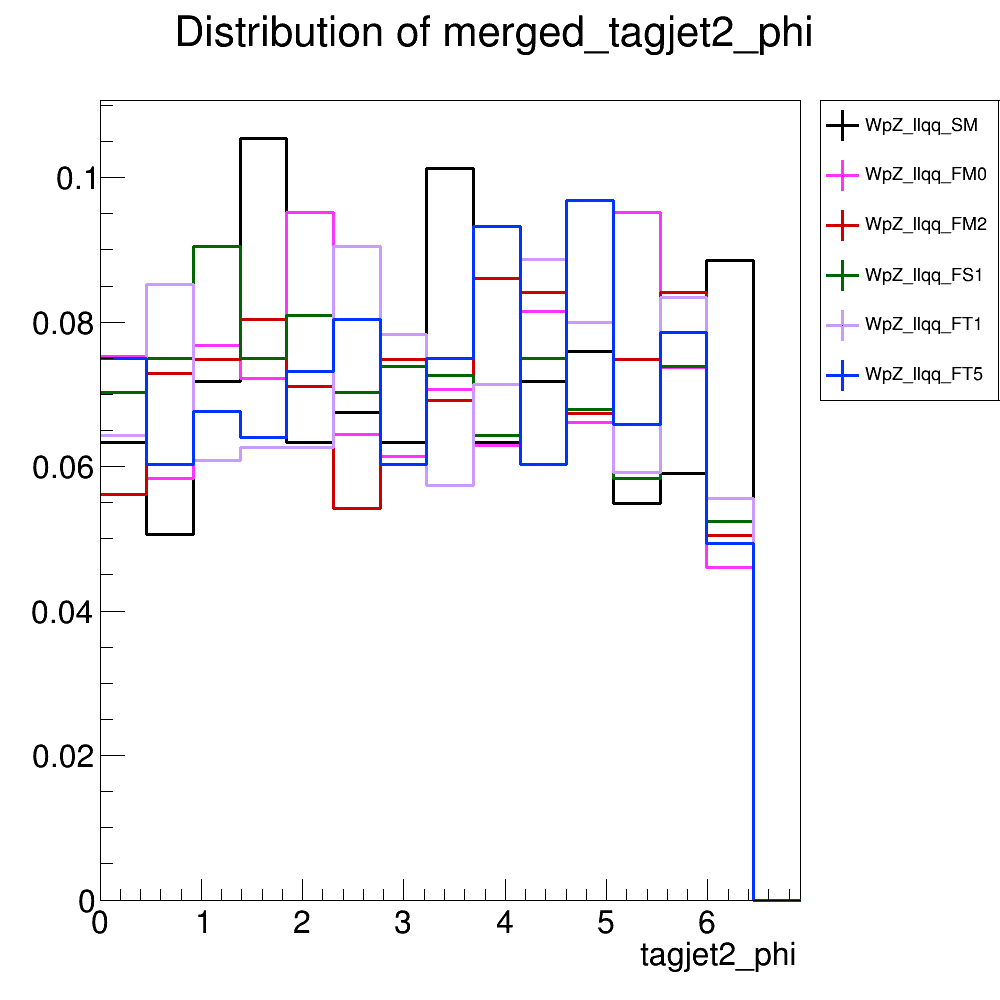 Distribution of merged_tagjet2_phi
WpZ_llqq_SM
WpZ_llqq_FM0
WpZ_llqq_FM2
WpZ_llqq_FS1
WpZ_llqq_FT1
WpZ_llqq_FT5
0.1
0.08
0.06
0.04
0.02
0
0 1 2 3 4 5 6
tagjet2_phi